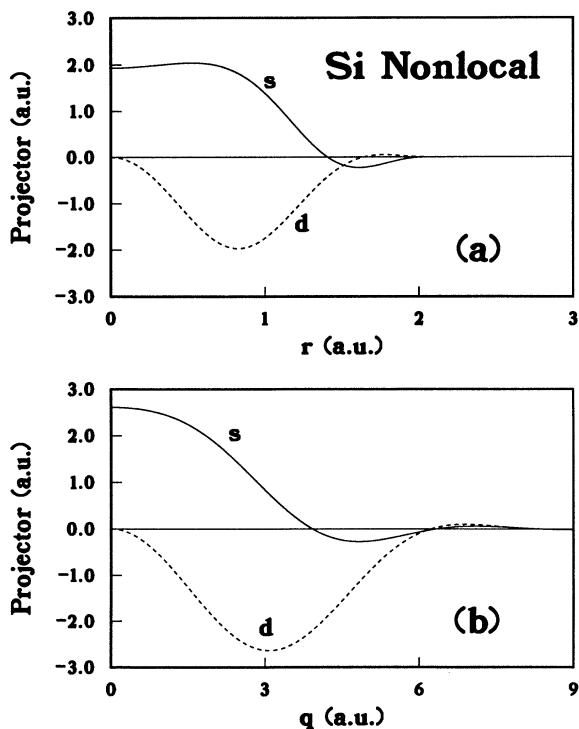 3.0
Si Nonlocal
2.0
s
1.0
Projector (a.u.)
0.0
-1.0
d
-2.0
(a)
-3.0
0 1 2 3
r (a.u.)
3.0
2.0
s
1.0
Projector (a.u.)
0.0
-1.0
-2.0
d
(b)
-3.0
0 3 6 9
q (a.u.)